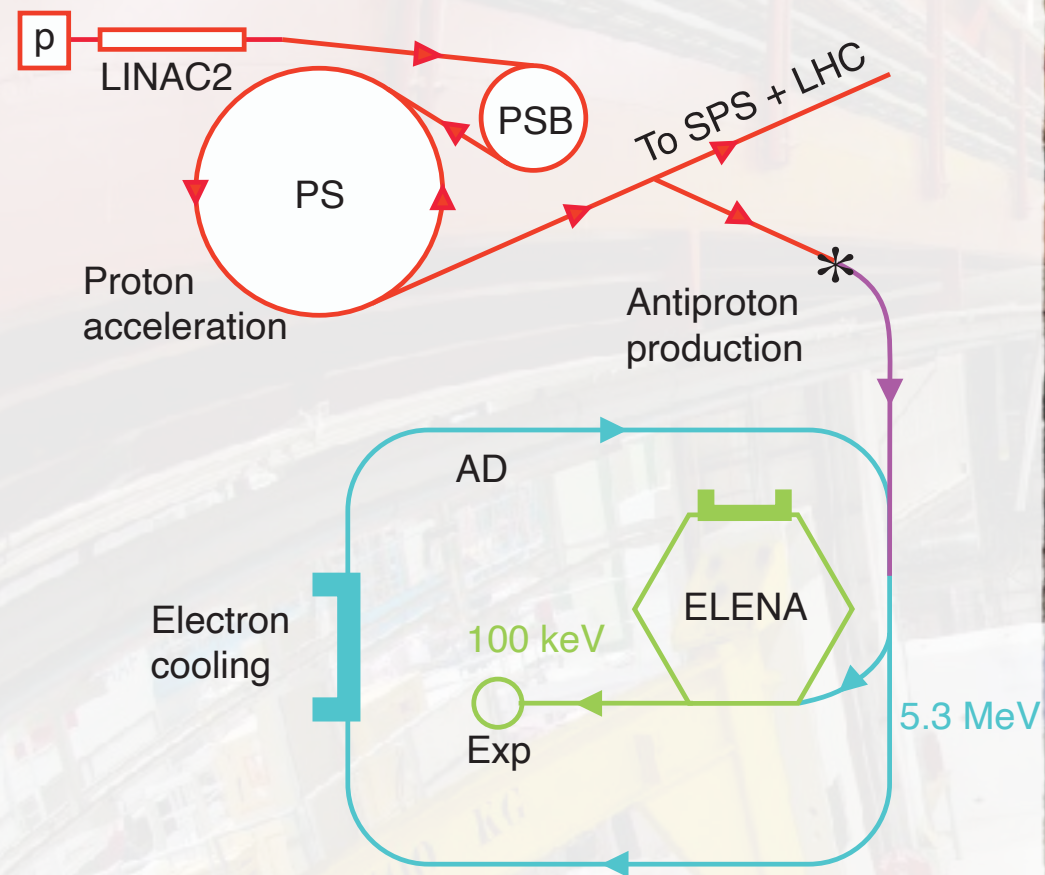 p
LINAC2
PSB
To SPS + LHC
PS
Proton
acceleration
Antiproton
production
AD
Electron
cooling
100 keV
ELENA
5.3 MeV
Exp
KG